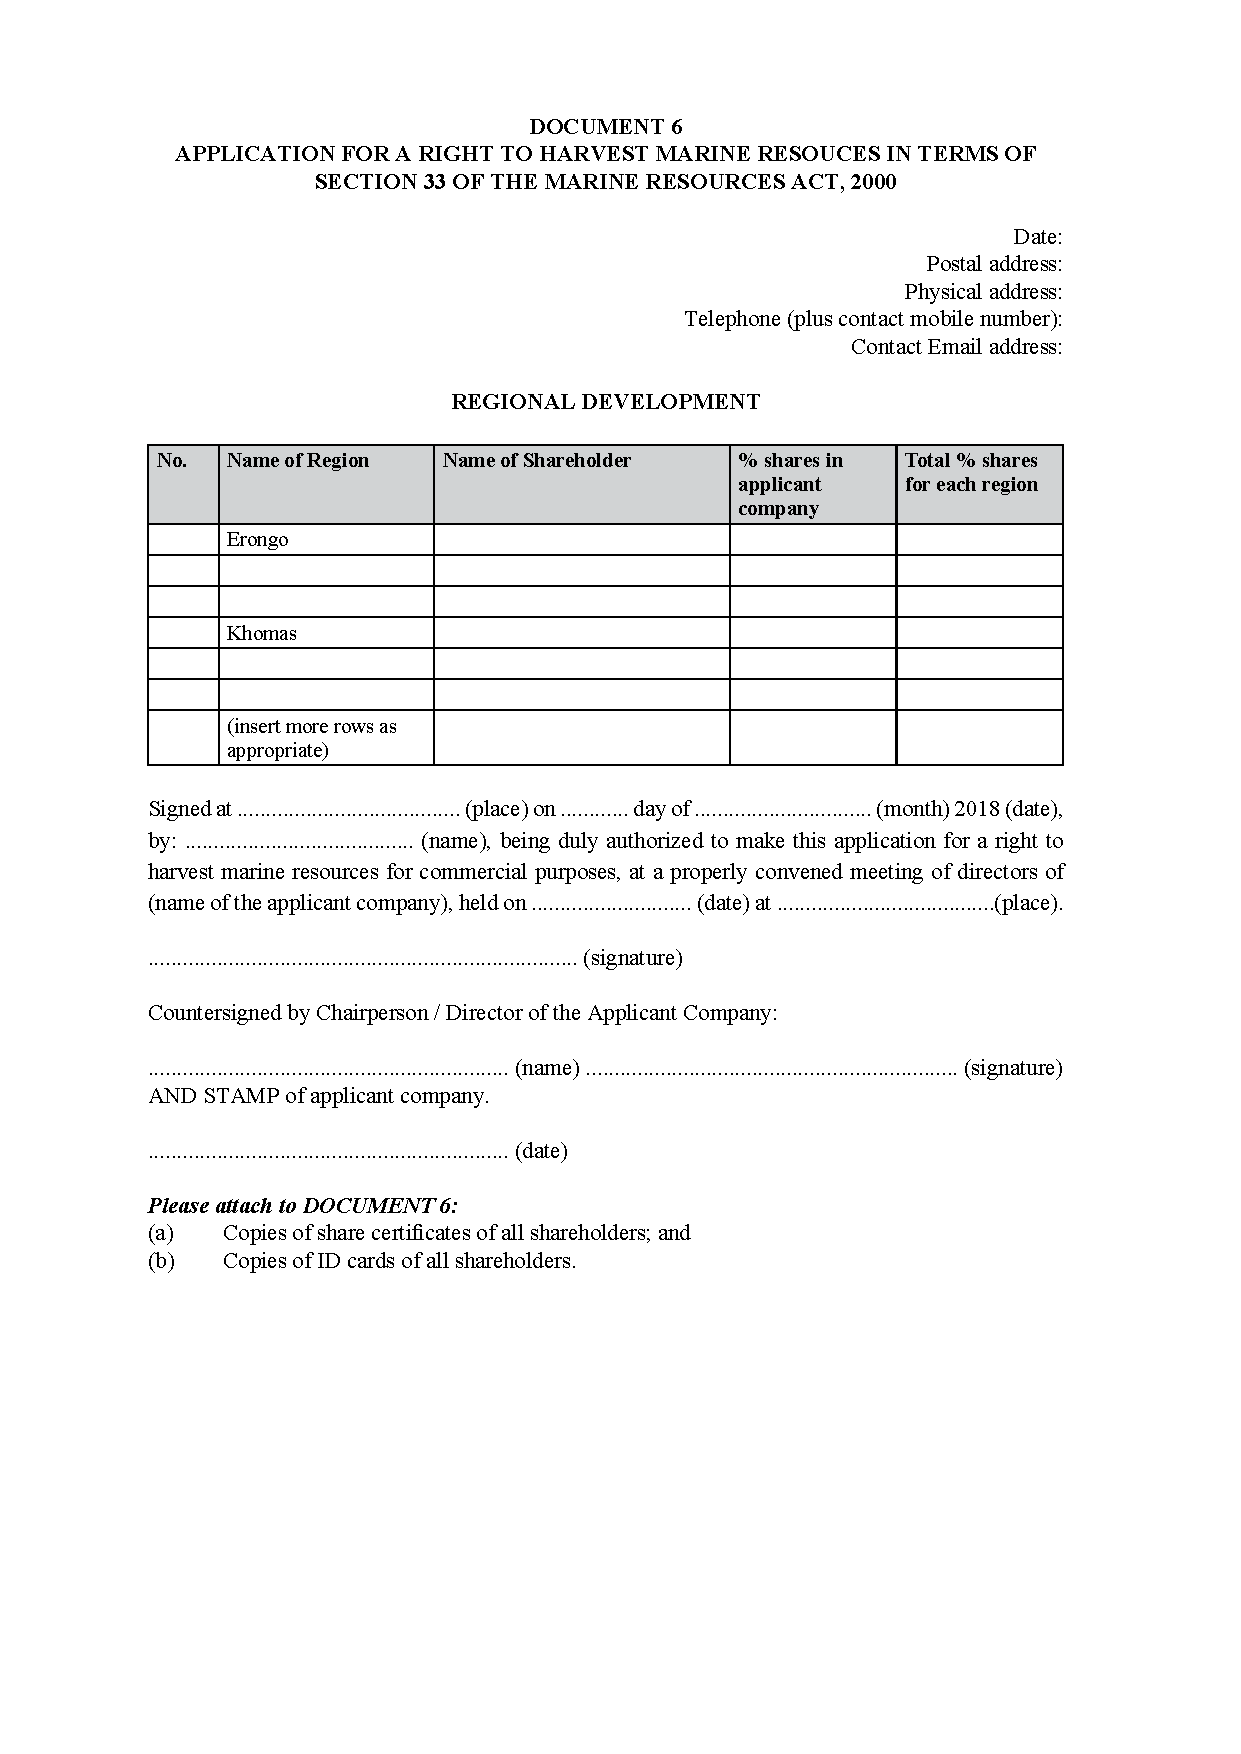 DOCUMENT 6
APPLICATION FOR A RIGHT TO HARVEST MARINE RESOUCES IN TERMS OF
SECTION 33 OF THE MARINE RESOURCES ACT, 2000
Date:
Postal address:
Physical address:
Telephone (plus contact mobile number):
Contact Email address:
REGIONAL DEVELOPMENT
No. Name of Region Name of Shareholder % shares in applicant company Total % shares for each region
Erongo
Khomas
(insert more rows as
appropriate)
Signed at ....................................... (place) on ............ day of ............................... (month) 2018 (date),
by: ........................................ (name), being duly authorized to make this application for a right to
harvest marine resources for commercial purposes, at a properly convened meeting of directors of
(name of the applicant company), held on ............................ (date) at ......................................(place).
........................................................................... (signature)
Countersigned by Chairperson / Director of the Applicant Company:
............................................................... (name) ................................................................. (signature)
AND STAMP of applicant company.
............................................................... (date)
Please attach to DOCUMENT 6:
(a) Copies of share certificates of all shareholders; and
(b) Copies of ID cards of all shareholders.